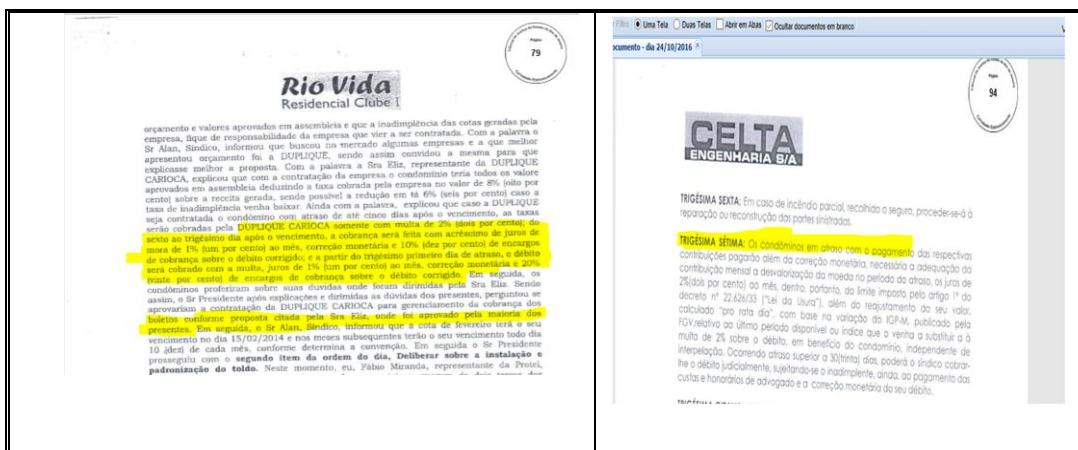 Página
79
Rio Vida
Residencial Clube I
orçamento e valores aprovados em assembleia e que a inadimplência das cotas geradas pela
empresa, fique de responsabilidade da empresa que vier a ser contratada. Com a palavra o
Sr Alan, Síndico, informou que buscou no mercado algumas empresas e a que melhor
apresentou orçamento foi a DUPLIQUE, sendo assim convidou a mesma para que
explicasse melhor a proposta. Com a palavra a Sra Eliz, representante da DUPLIQUE
CARIOCA, explicou que com a contratação da empresa o condomínio teria todos os valore
aprovados em assembleia deduzindo a taxa cobrada pela empresa no valor de 8% (oito por
cento) sobre a receita gerada, sendo possível a redução em tá 6% (seis por cento) caso a
taxa de inadimplência venha baixar. Ainda com a palavra, explicou que caso a DUPLIQUE
seja contratada o condômino com atraso de até cinco dias após o vencimento, as taxas
serão cobradas pela DUPLIQUE CARIOCA somente com multa de 2% (dois por cento); do
sexto ao trigésimo dia após o vencimento, a cobrança será feita com acréscimo de juros de
mora de 1% (um por cento) ao mês, correção monetária e 10% (dez por cento) de encargos
de cobrança sobre o débito corrigido; e a partir do trigésimo primeiro dia de atraso, o débito
será cobrado com a multa, juros de 1% (um por cento) ao mês, correção monetária e 20%
(vinte por cento) de encargos de cobrança sobre o débito corrigido. Em seguida, os
condôminos proferiram sobre suas duvidas onde foram dirimidas pela Sra Eliz. Sendo
assim, o Sr Presidente após explicações e dirimidas as dúvidas dos presentes, perguntou se
aprovariam a contratação da DUPLIQUE CARIOCA para gerenciamento da cobrança dos
boletos conforme proposta citada pela Sra Eliz, onde foi aprovado pela maioria dos
presentes. Em seguida, o Sr Alan, Síndico, informou que a cota de fevereiro terá o seu
vencimento no dia 15/02/2014 e nos meses subsequentes terão o seu vencimento todo dia
10 (dez) de cada mês, conforme determina a convenção. Em seguida o Sr Presidente
prosseguiu com o segundo item da ordem do dia, Deliberar sobre a instalação e
padronização do toldo. Neste momento, eu, Fábio Miranda, representante da Protel,
Filtro Uma Tela Duas Telas Abrir em Abas Ocultar documentos em branco
ocumento - dia 24/10/2016
Página
94
CELTA
ENGENHARIA S/A
TRIGÉSIMA SEXTA: Em caso de incêndio parcial, recolhido o seguro, proceder-se-á à
reparação ou reconstrução das partes sinistradas.
TRIGÉSIMA SÉTIMA: Os condôminos em atraso com o pagamento das respectivas
contribuições pagarão além da correção monetária, necessária a adequação da
contribuição mensal a desvalorização da moeda no período do atraso, os juros de
2%(dois por cento) ao mês, dentro, portanto, do limite imposto pelo artigo 1º do
decreto nº 22.626/33 ("Lei da Usura"), além do reajustamento do seu valor,
calculado "pro rata dia", com base na variação do IGP-M, publicado pela
FGV,relativo ao último período disponível ou índice que o venha a substituir a à
multa de 2% sobre o débito, em benefício do condomínio, independente de
interpelação. Ocorrendo atraso superior a 30(trinta) dias, poderá o síndico cobrar-
lhe o débito judicialmente, sujeitando-se o inadimplente, ainda, ao pagamento das
custas e honorários de advogado e a correção monetária do seu débito.